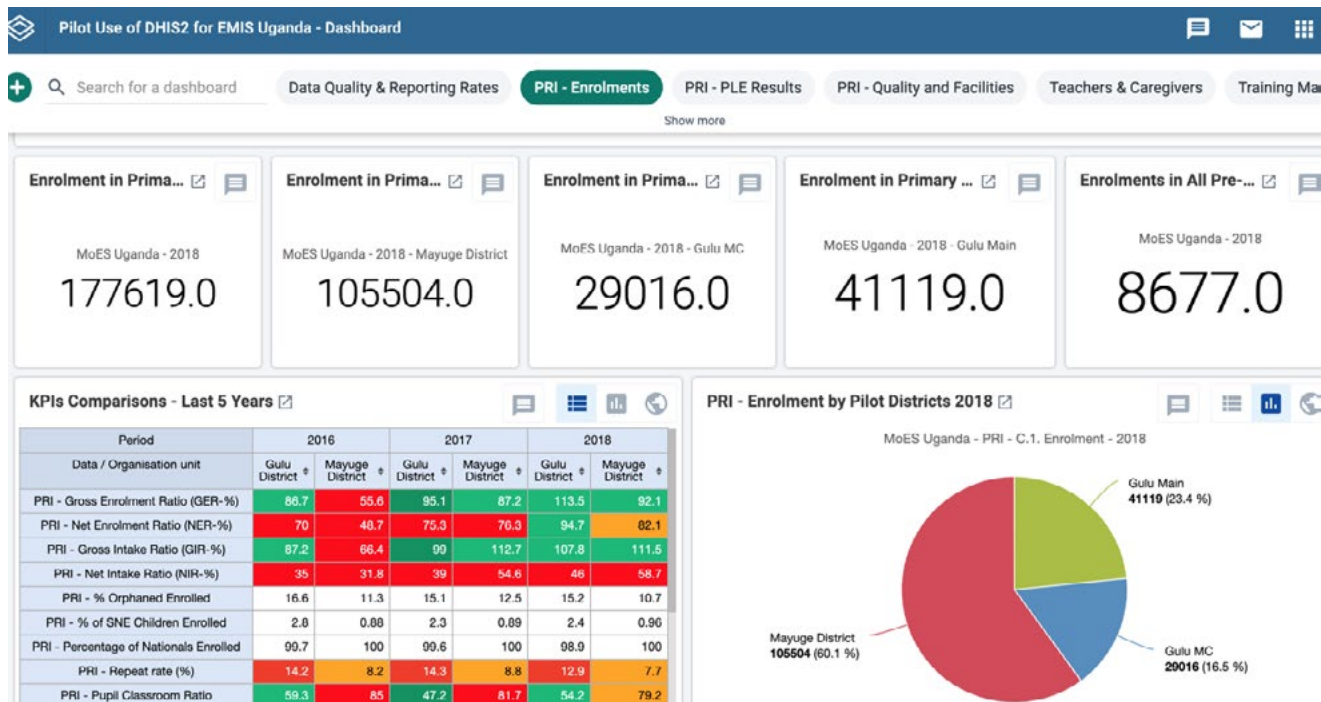 Pilot Use of DHIS2 for EMIS Uganda - Dashboard
Search for a dashboard
Data Quality & Reporting Rates
PRI - Enrolments
PRI - PLE Results
PRI - Quality and Facilities
Teachers & Caregivers
Training Ma
Show more
Enrolment in Prima...
MoES Uganda - 2018
177619.0
Enrolment in Prima...
MoES Uganda - 2018 - Mayuge District
105504.0
Enrolment in Prima...
MoES Uganda - 2018 - Gulu MC
29016.0
Enrolment in Primary ...
MoES Uganda - 2018 - Gulu Main
41119.0
Enrolments in All Pre-...
MoES Uganda - 2018
8677.0
KPIs Comparisons - Last 5 Years
Period 2016 2017 2018
Data / Organisation unit Gulu District Mayuge District Gulu District Mayuge District Gulu District Mayuge District
PRI - Gross Enrolment Ratio (GER-%) 86.7 55.6 95.1 87.2 113.5 92.1
PRI - Net Enrolment Ratio (NER-%) 70 48.7 75.3 76.3 94.7 82.1
PRI - Gross Intake Ratio (GIR-%) 87.2 66.4 99 112.7 107.8 111.5
PRI - Net Intake Ratio (NIR-%) 35 31.8 39 54.6 46 58.7
PRI - % Orphaned Enrolled 16.6 11.3 15.1 12.5 15.2 10.7
PRI - % of SNE Children Enrolled 2.8 0.88 2.3 0.89 2.4 0.96
PRI - Percentage of Nationals Enrolled 99.7 100 99.6 100 98.9 100
PRI - Repeat rate (%) 14.2 8.2 14.3 8.8 12.9 7.7
PRI - Pupil Classroom Ratio 59.3 85 47.2 81.7 54.2 79.2
PRI - Enrolment by Pilot Districts 2018
MoES Uganda - PRI - C.1. Enrolment - 2018
Gulu Main
41119 (23.4 %)
Mayuge District
105504 (60.1 %)
Gulu MC
29016 (16.5 %)